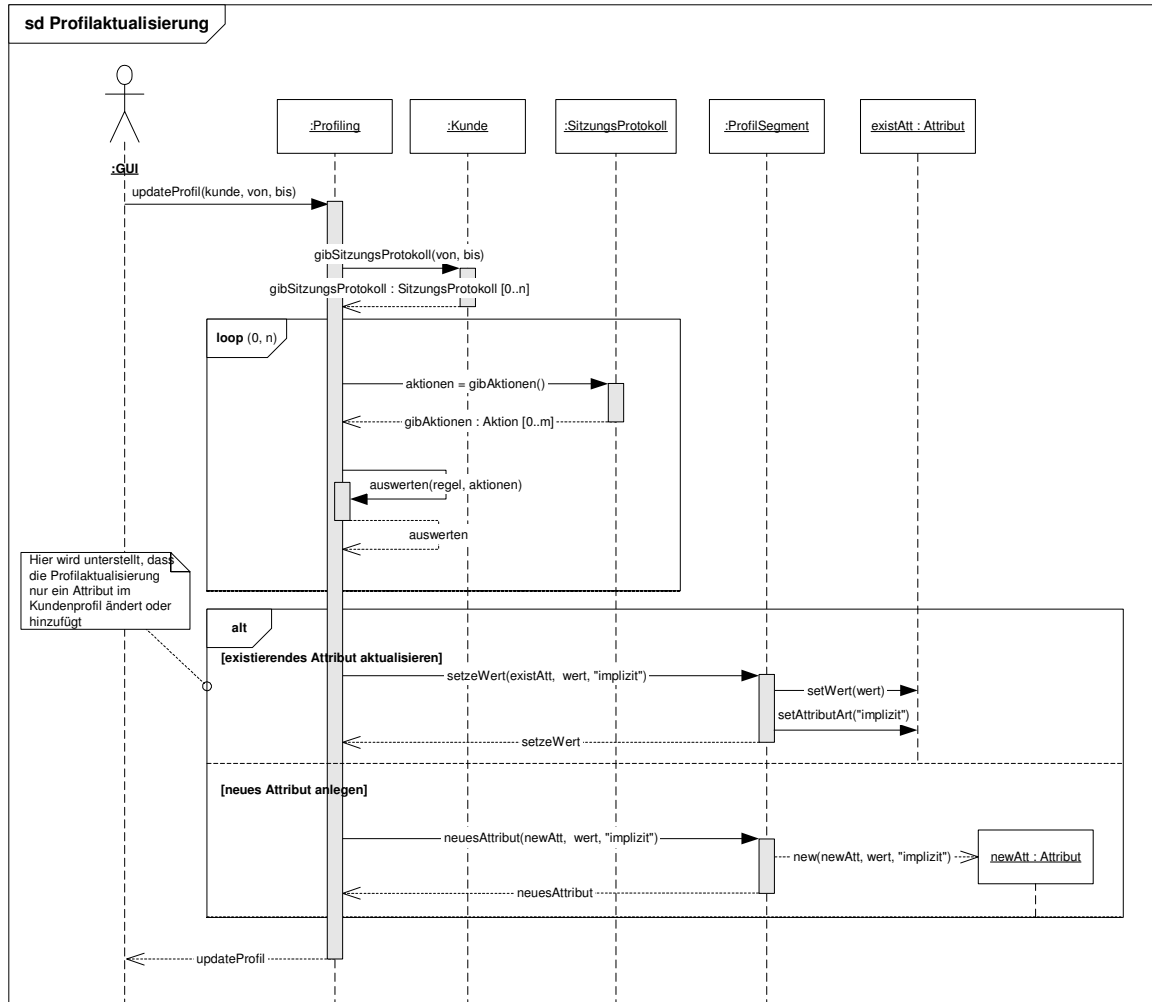 sd Profilaktualisierung
:GUI
:Profiling
:Kunde
:SitzungsProtokoll
:ProfilSegment
existAtt : Attribut
updateProfil(kunde, von, bis)
gibSitzungsProtokoll(von, bis)
gibSitzungsProtokoll : SitzungsProtokoll [0..n]
loop (0, n)
aktionen = gibAktionen()
gibAktionen : Aktion [0..m]
auswerten(regel, aktionen)
auswerten
Hier wird unterstellt, dass
die Profilaktualisierung
nur ein Attribut im
Kundenprofil ändert oder
hinzufügt
alt
[existierendes Attribut aktualisieren]
setzeWert(existAtt, wert, "implizit")
setWert(wert)
setAttributArt("implizit")
setzeWert
[neues Attribut anlegen]
neuesAttribut(newAtt, wert, "implizit")
new(newAtt, wert, "implizit")
newAtt : Attribut
neuesAttribut
updateProfil